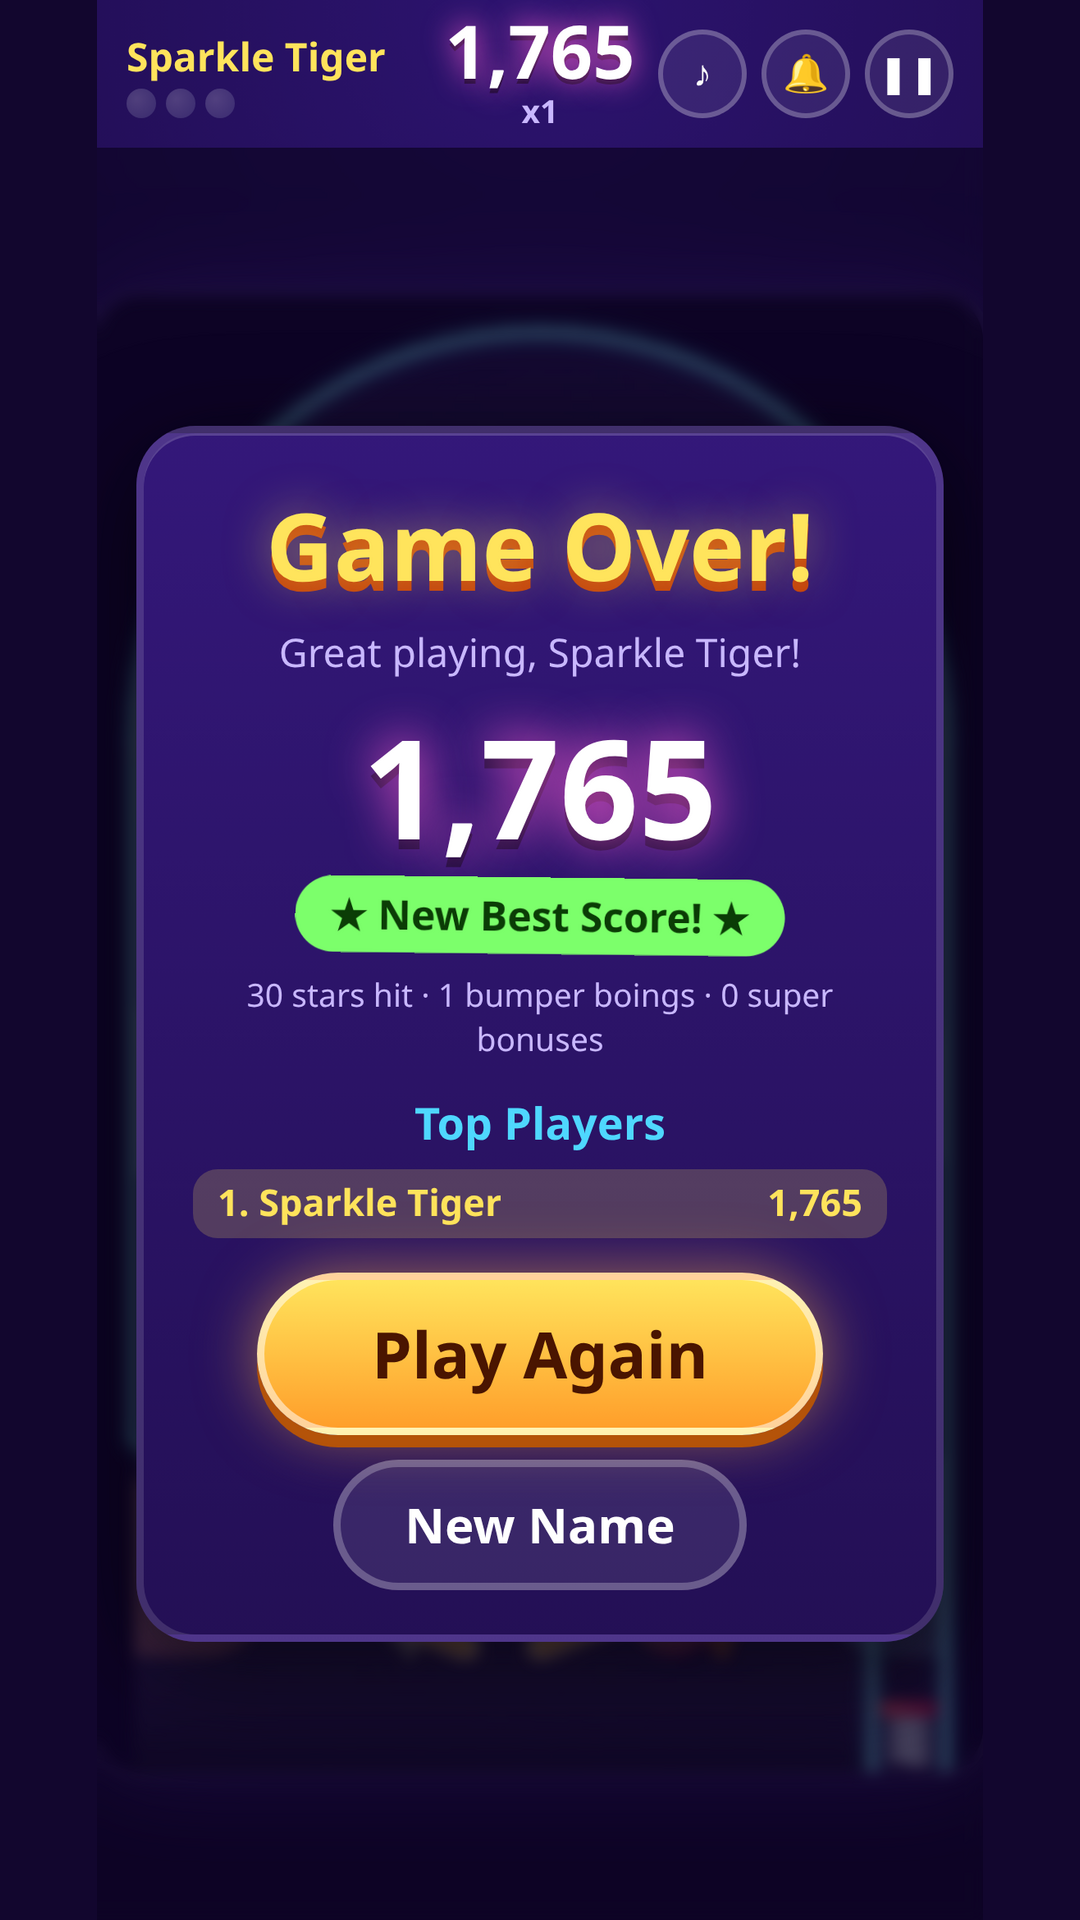 Sparkle Tiger
1,765
x1
Game Over!
Great playing, Sparkle Tiger!
1,765
★ New Best Score! ★
30 stars hit · 1 bumper boings · 0 super
bonuses
Top Players
1. Sparkle Tiger 1,765
Play Again
New Name